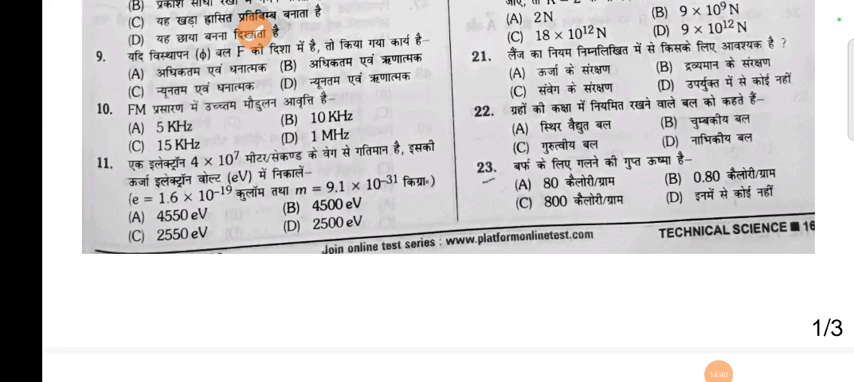 (B) प्रकाश सीधी रेखा में
(C) यह खड़ा ह्रासित प्रतिबिम्ब बनाता है
(D) यह छाया बनना दिखाता है
9. यदि विस्थापन (ϕ) बल F की दिशा में है, तो किया गया कार्य है–
(A) अधिकतम एवं धनात्मक (B) अधिकतम एवं ऋणात्मक
(C) न्यूनतम एवं धनात्मक (D) न्यूनतम एवं ऋणात्मक
10. FM प्रसारण में उच्चतम मौडुलन आवृत्ति है–
(A) 5 KHz (B) 10 KHz
(C) 15 KHz (D) 1 MHz
11. एक इलेक्ट्रॉन 4 × 10⁷ मीटर/सेकण्ड के वेग से गतिमान है, इसकी
ऊर्जा इलेक्ट्रॉन वोल्ट (eV) में निकालें–
(e = 1.6 × 10⁻¹⁹ कुलॉम तथा m = 9.1 × 10⁻³¹ किग्रा॰)
(A) 4550 eV (B) 4500 eV
(C) 2550 eV (D) 2500 eV
(A) 2N (B) 9 × 10⁹ N
(C) 18 × 10¹² N (D) 9 × 10¹² N
21. लैंज का नियम निम्नलिखित में से किसके लिए आवश्यक है ?
(A) ऊर्जा के संरक्षण (B) द्रव्यमान के संरक्षण
(C) संवेग के संरक्षण (D) उपर्युक्त में से कोई नहीं
22. ग्रहों की कक्षा में नियमित रखने वाले बल को कहते हैं–
(A) स्थिर वैद्युत बल (B) चुम्बकीय बल
(C) गुरुत्वीय बल (D) नाभिकीय बल
23. बर्फ के लिए गलने की गुप्त ऊष्मा है–
(A) 80 कैलोरी/ग्राम (B) 0.80 कैलोरी/ग्राम
(C) 800 कैलोरी/ग्राम (D) इनमें से कोई नहीं
Join online test series : www.platformonlinetest.com
TECHNICAL SCIENCE ■ 16
1/3
14:40